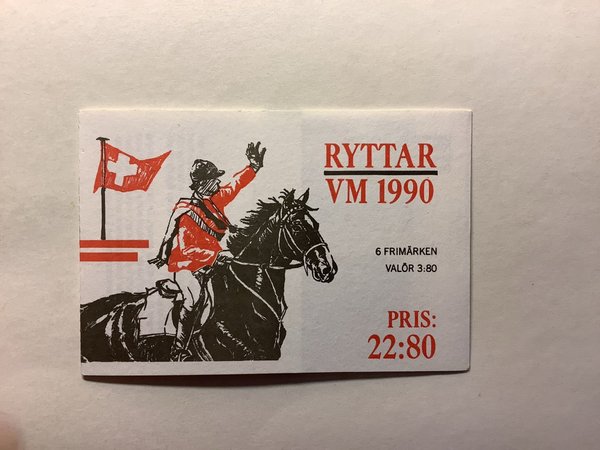 RYTTAR
VM 1990
6 FRIMÄRKEN
VALÖR 3:80
PRIS:
22:80